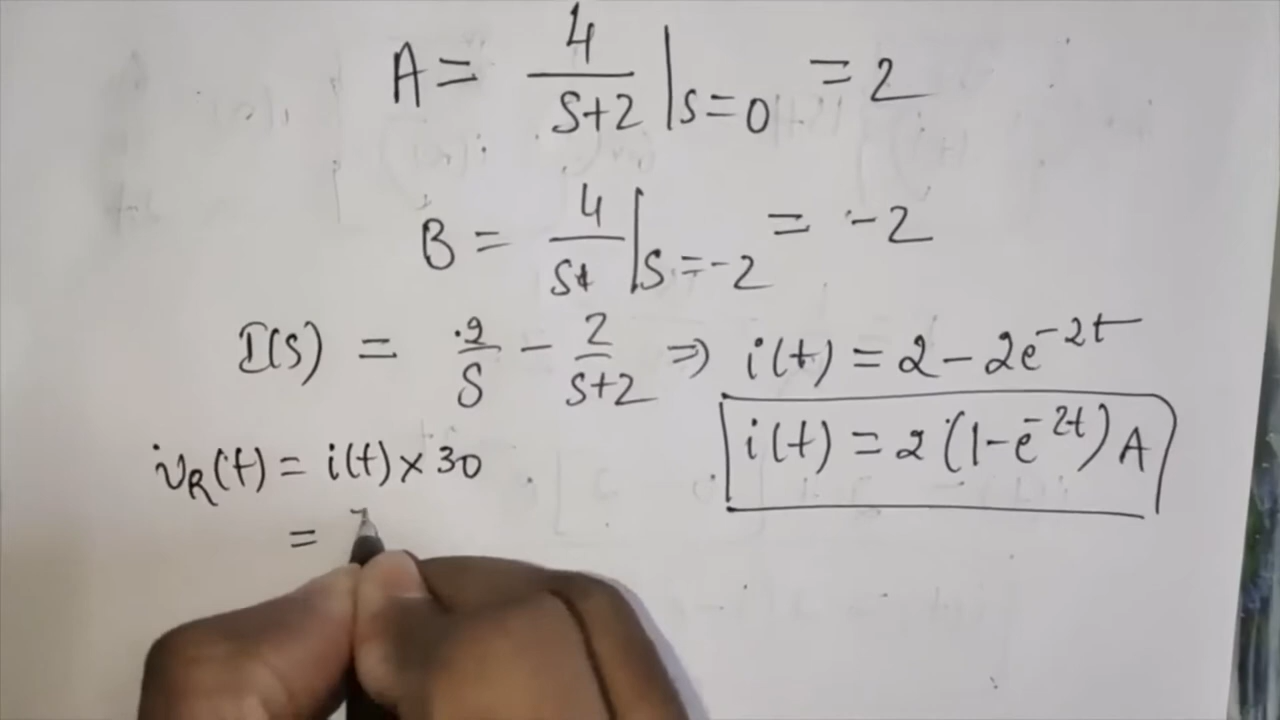 A = 4/(S+2) |S=0 = 2
B = 4/S |S=-2 = -2
I(S) = 2/S - 2/(S+2) ⇒ i(t) = 2 - 2e^-2t
i(t) = 2(1-e^-2t) A
VR(t) = i(t) × 30
=